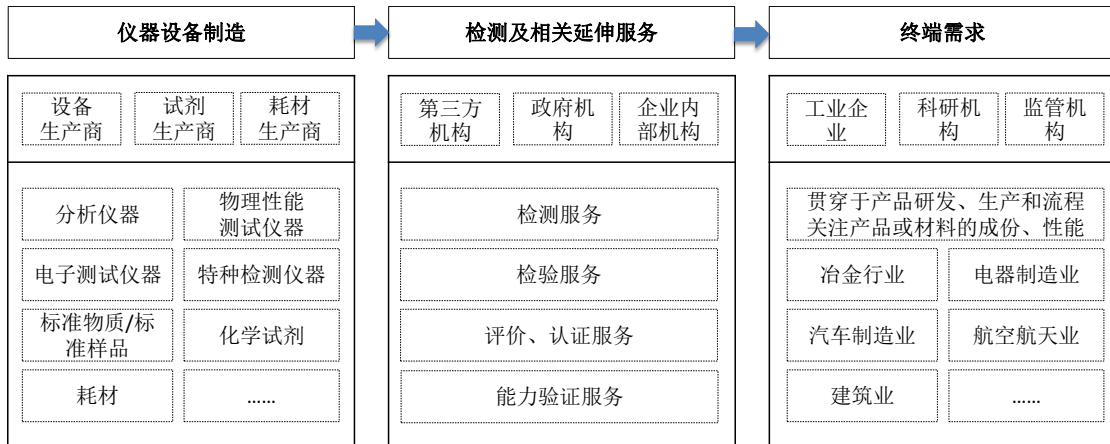 仪器设备制造
检测及相关延伸服务
终端需求
设备
生产商
试剂
生产商
耗材
生产商
第三方
机构
政府机
构
企业内
部机构
工业企
业
科研机
构
监管机
构
分析仪器
物理性能
测试仪器
电子测试仪器
特种检测仪器
标准物质/标
准样品
化学试剂
耗材
......
检测服务
检验服务
评价、认证服务
能力验证服务
贯穿于产品研发、生产和流程
关注产品或材料的成份、性能
冶金行业
电器制造业
汽车制造业
航空航天业
建筑业
......